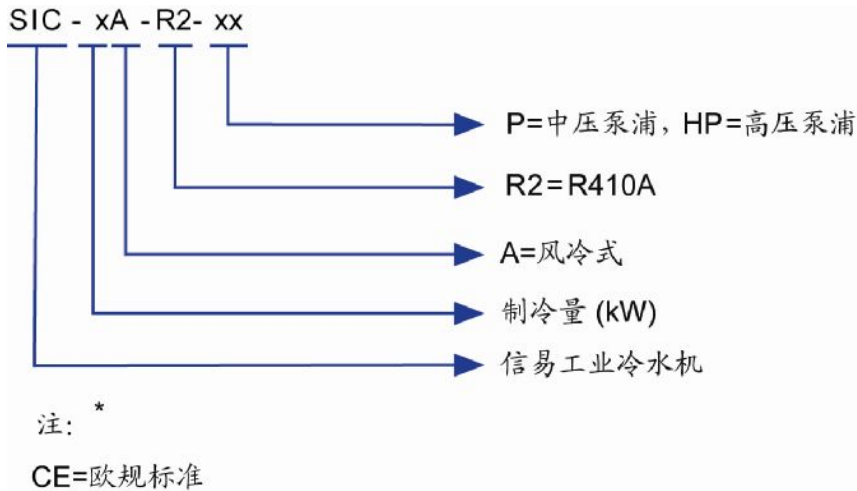 SIC - xA - R2- xx
P=中压泵浦, HP=高压泵浦
R2=R410A
A=风冷式
制冷量 (kW)
信易工业冷水机
注: *
CE=欧规标准